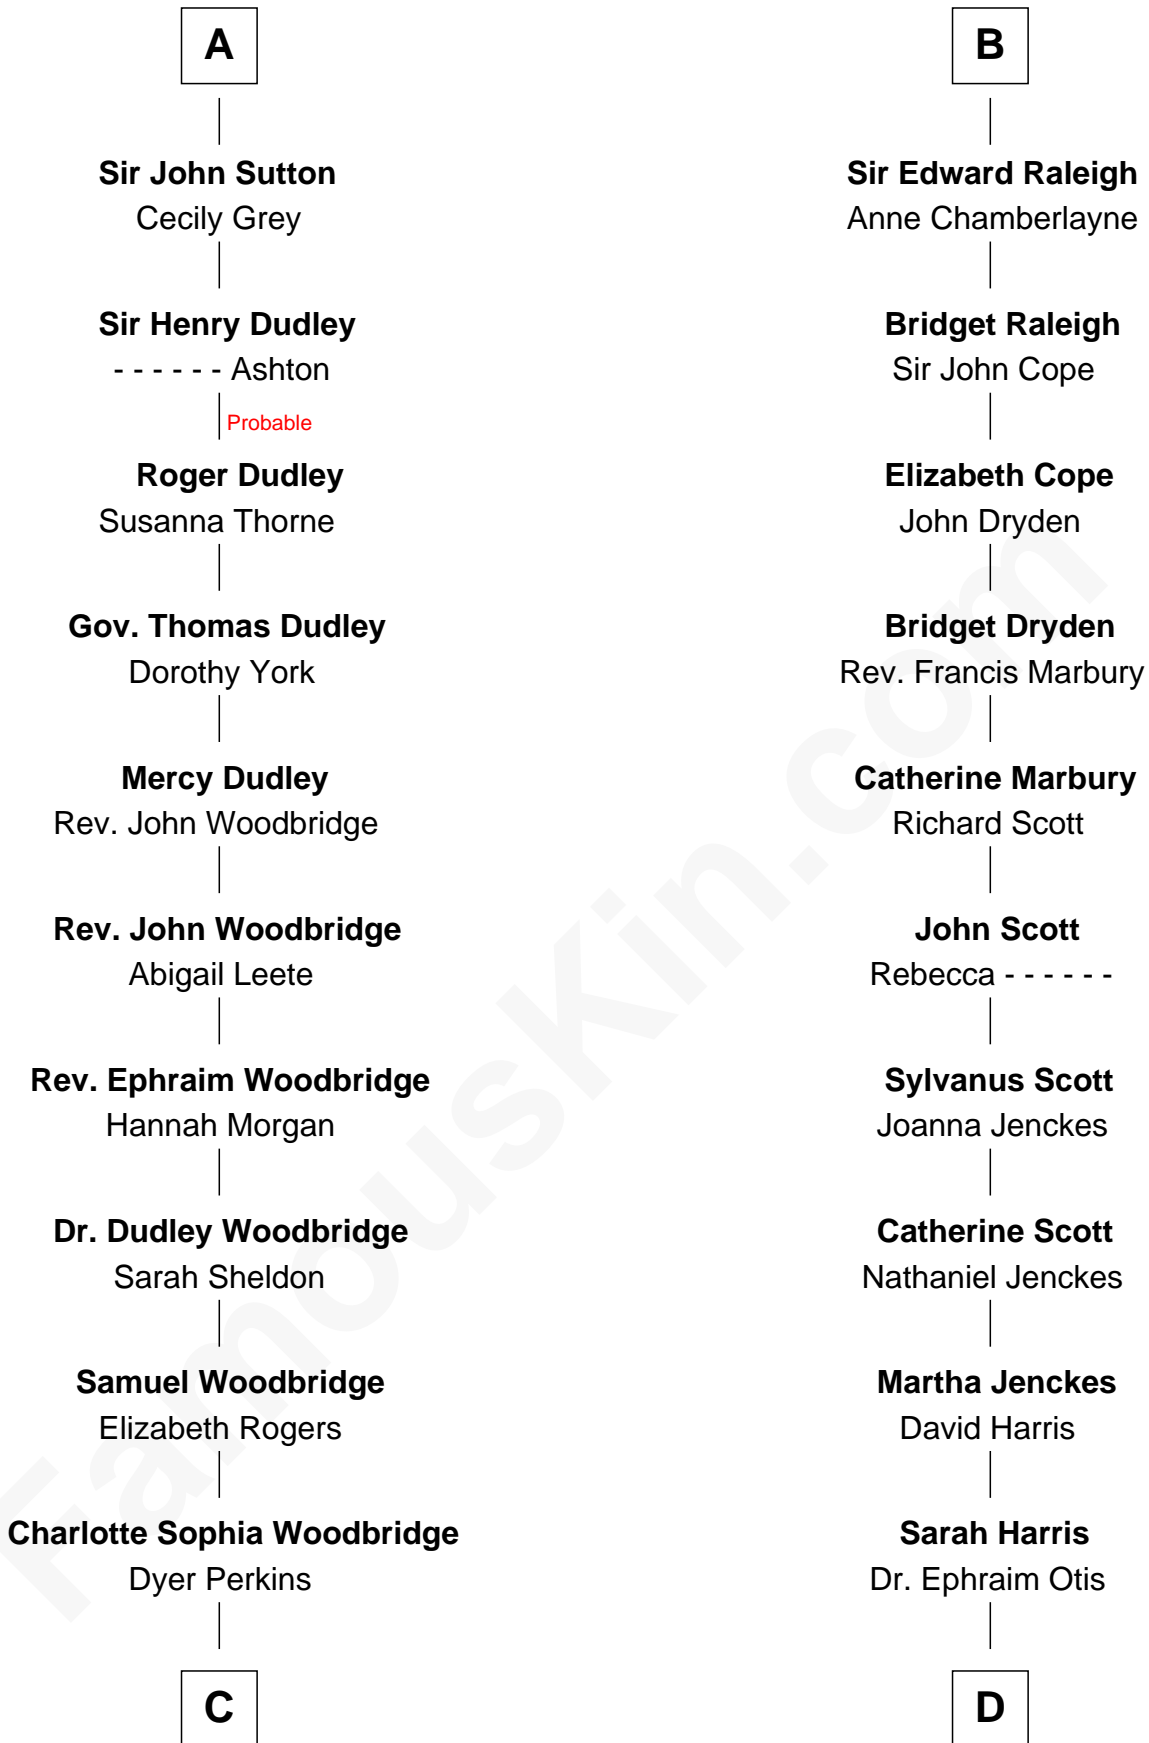 A
Sir John Sutton
Cecily Grey
Sir Henry Dudley
- - - - - - Ashton
Probable
Roger Dudley
Susanna Thorne
Gov. Thomas Dudley
Dorothy York
Mercy Dudley
Rev. John Woodbridge
Rev. John Woodbridge
Abigail Leete
Rev. Ephraim Woodbridge
Hannah Morgan
Dr. Dudley Woodbridge
Sarah Sheldon
Samuel Woodbridge
Elizabeth Rogers
Charlotte Sophia Woodbridge
Dyer Perkins
C
B
Sir Edward Raleigh
Anne Chamberlayne
Bridget Raleigh
Sir John Cope
Elizabeth Cope
John Dryden
Bridget Dryden
Rev. Francis Marbury
Catherine Marbury
Richard Scott
John Scott
Rebecca - - - - - -
Sylvanus Scott
Joanna Jenckes
Catherine Scott
Nathaniel Jenckes
Martha Jenckes
David Harris
Sarah Harris
Dr. Ephraim Otis
D
FamousKin.com